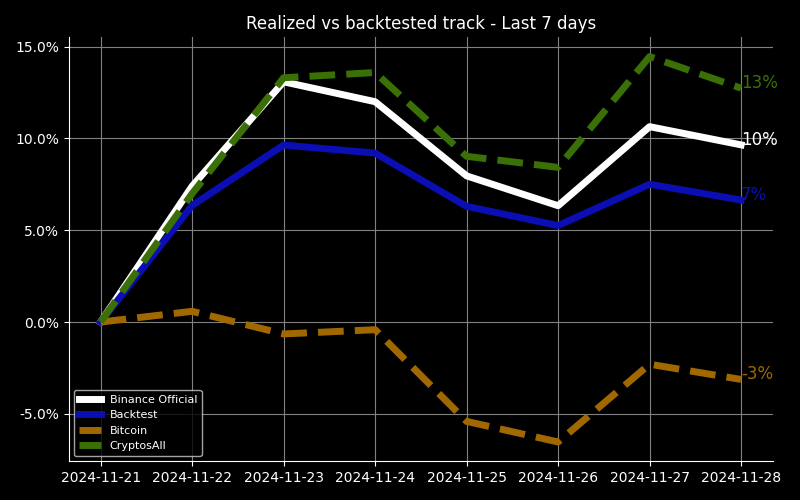 Realized vs backtested track - Last 7 days
15.0%
10.0%
5.0%
0.0%
-5.0%
13%
10%
7%
-3%
Binance Official
Backtest
Bitcoin
CryptosAll
2024-11-21 2024-11-22 2024-11-23 2024-11-24 2024-11-25 2024-11-26 2024-11-27 2024-11-28